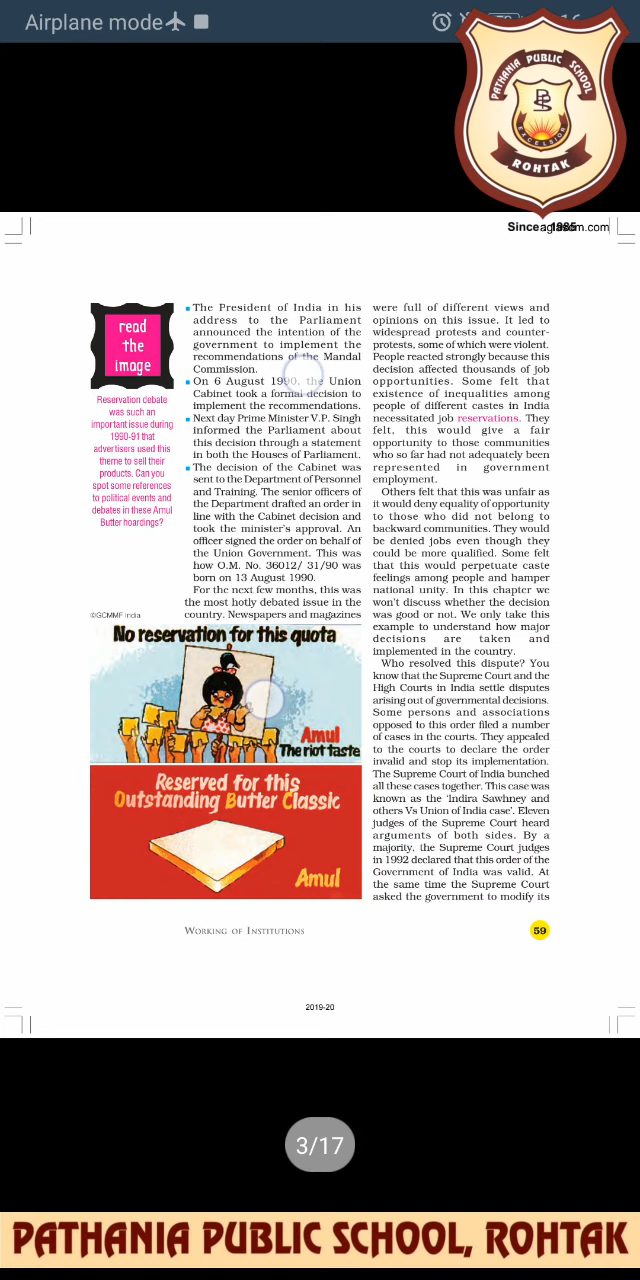 Airplane mode
PATHANIA PUBLIC SCHOOL
PPS
EXCELSIOR
ROHTAK
Since 1985
read
the
image
Reservation debate
was such an
important issue during
1990-91 that
advertisers used this
theme to sell their
products. Can you
spot some references
to political events and
debates in these Amul
Butter hoardings?
The President of India in his
address to the Parliament
announced the intention of the
government to implement the
recommendations of the Mandal
Commission.
On 6 August 1990, the Union
Cabinet took a formal decision to
implement the recommendations.
Next day Prime Minister V.P. Singh
informed the Parliament about
this decision through a statement
in both the Houses of Parliament.
The decision of the Cabinet was
sent to the Department of Personnel
and Training. The senior officers of
the Department drafted an order in
line with the Cabinet decision and
took the minister's approval. An
officer signed the order on behalf of
the Union Government. This was
how O.M. No. 36012/ 31/90 was
born on 13 August 1990.
For the next few months, this was
the most hotly debated issue in the
country. Newspapers and magazines
©GCMMF India
No reservation for this quota
Amul
The riot taste
Reserved for this
Outstanding Butter Classic
Amul
were full of different views and
opinions on this issue. It led to
widespread protests and counter-
protests, some of which were violent.
People reacted strongly because this
decision affected thousands of job
opportunities. Some felt that
existence of inequalities among
people of different castes in India
necessitated job reservations. They
felt, this would give a fair
opportunity to those communities
who so far had not adequately been
represented in government
employment.
Others felt that this was unfair as
it would deny equality of opportunity
to those who did not belong to
backward communities. They would
be denied jobs even though they
could be more qualified. Some felt
that this would perpetuate caste
feelings among people and hamper
national unity. In this chapter we
won't discuss whether the decision
was good or not. We only take this
example to understand how major
decisions are taken and
implemented in the country.
Who resolved this dispute? You
know that the Supreme Court and the
High Courts in India settle disputes
arising out of governmental decisions.
Some persons and associations
opposed to this order filed a number
of cases in the courts. They appealed
to the courts to declare the order
invalid and stop its implementation.
The Supreme Court of India bunched
all these cases together. This case was
known as the 'Indira Sawhney and
others Vs Union of India case'. Eleven
judges of the Supreme Court heard
arguments of both sides. By a
majority, the Supreme Court judges
in 1992 declared that this order of the
Government of India was valid. At
the same time the Supreme Court
asked the government to modify its
WORKING OF INSTITUTIONS
59
2019-20
3/17
PATHANIA PUBLIC SCHOOL, ROHTAK